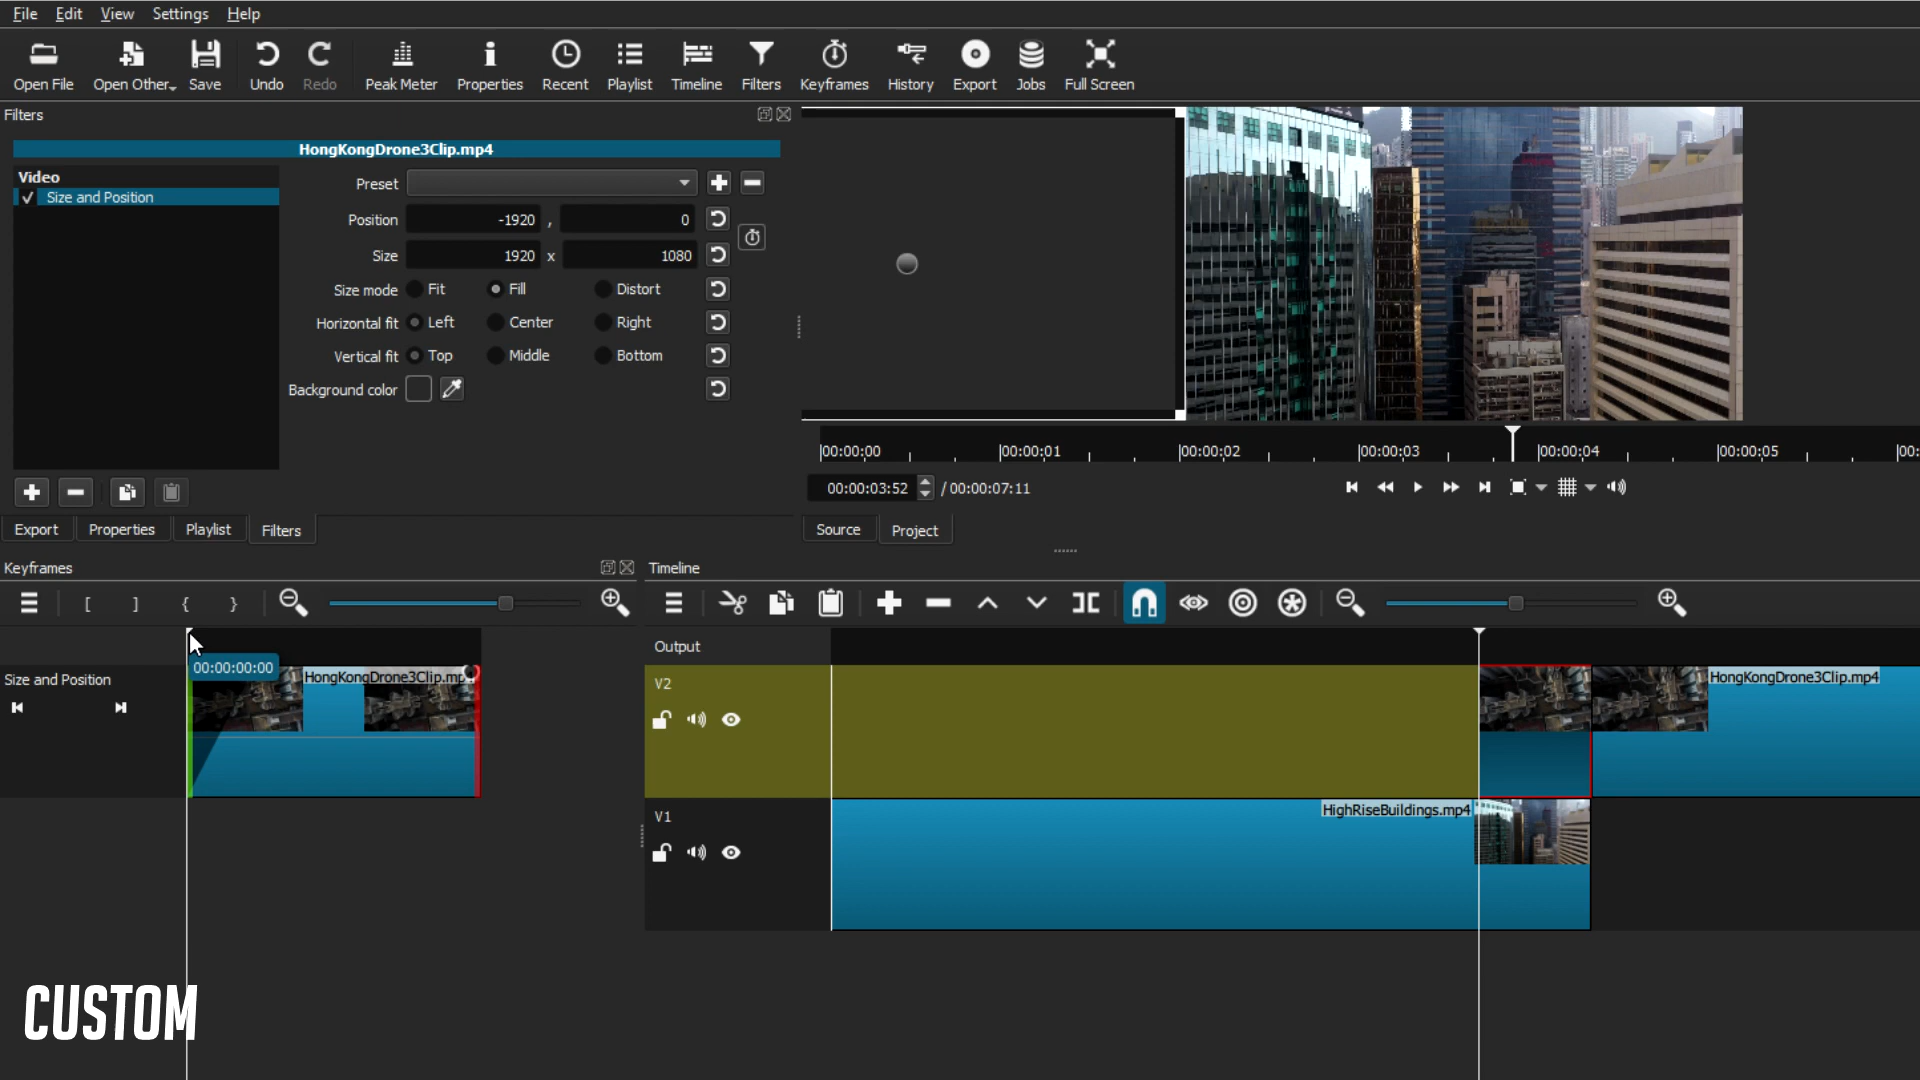 File Edit View Settings Help
Open File Open Other Save Undo Redo Peak Meter Properties Recent Playlist Timeline Filters Keyframes History Export Jobs Full Screen
Filters
HongKongDrone3Clip.mp4
Video
Size and Position
Preset
Position -1920 , 0
Size 1920 x 1080
Size mode Fit Fill Distort
Horizontal fit Left Center Right
Vertical fit Top Middle Bottom
Background color
00:00:00 00:00:01 00:00:02 00:00:03 00:00:04 00:00:05 00:
00:00:03:52 / 00:00:07:11
Export Properties Playlist Filters
Source Project
Keyframes
Timeline
00:00:00:00
Size and Position
HongKongDrone3Clip.mp...
Output
V2
HongKongDrone3Clip.mp4
V1
HighRiseBuildings.mp4
CUSTOM